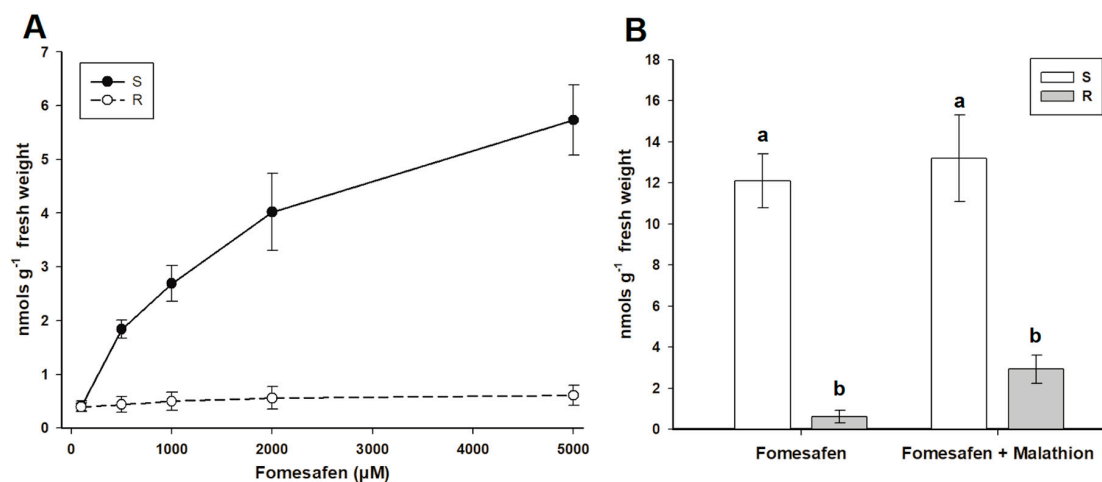 A
7
6
5
4
3
2
1
0
nmols g⁻¹ fresh weight
S
R
0 1000 2000 3000 4000 5000
Fomesafen (µM)
B
18
16
14
12
10
8
6
4
2
0
nmols g⁻¹ fresh weight
S
R
a
b
a
b
Fomesafen Fomesafen + Malathion